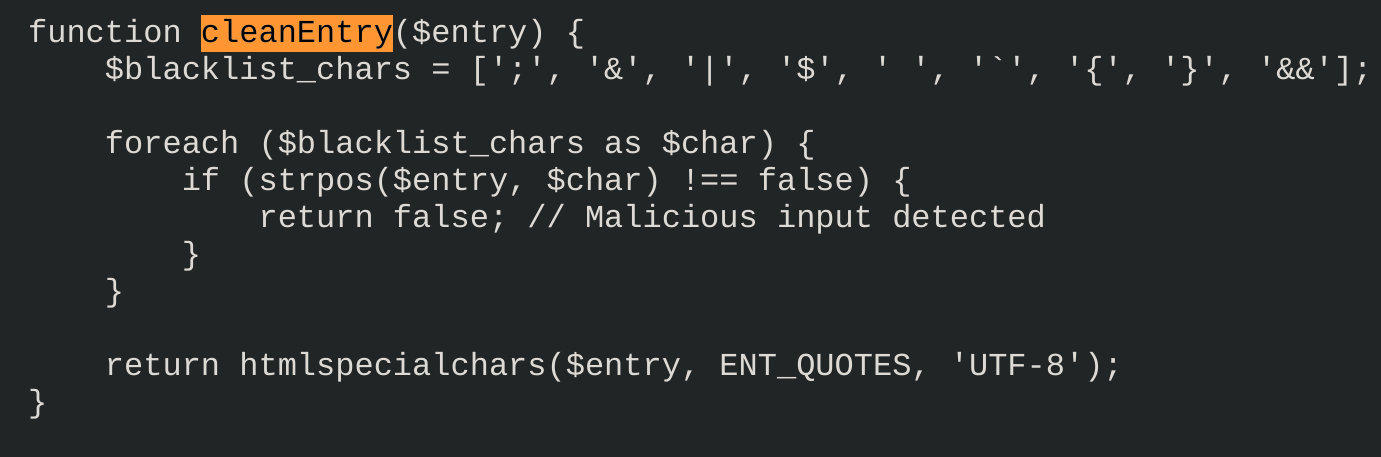 function cleanEntry($entry) {
    $blacklist_chars = [';', '&', '|', '$', ' ', '`', '{', '}', '&&'];

    foreach ($blacklist_chars as $char) {
        if (strpos($entry, $char) !== false) {
            return false; // Malicious input detected
        }
    }

    return htmlspecialchars($entry, ENT_QUOTES, 'UTF-8');
}